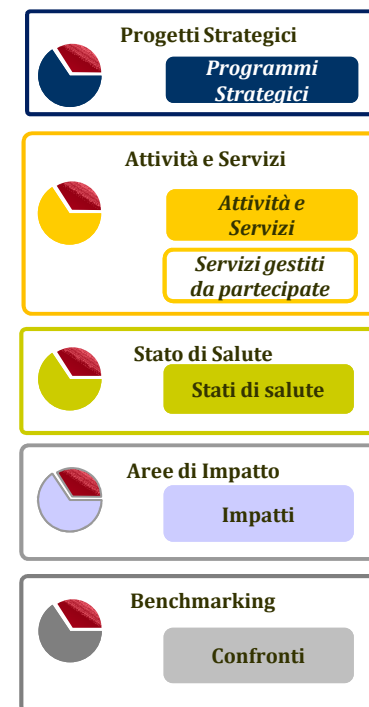 Progetti Strategici
Programmi
Strategici
Attività e Servizi
Attività e
Servizi
Servizi gestiti
da partecipate
Stato di Salute
Stati di salute
Aree di Impatto
Impatti
Benchmarking
Confronti